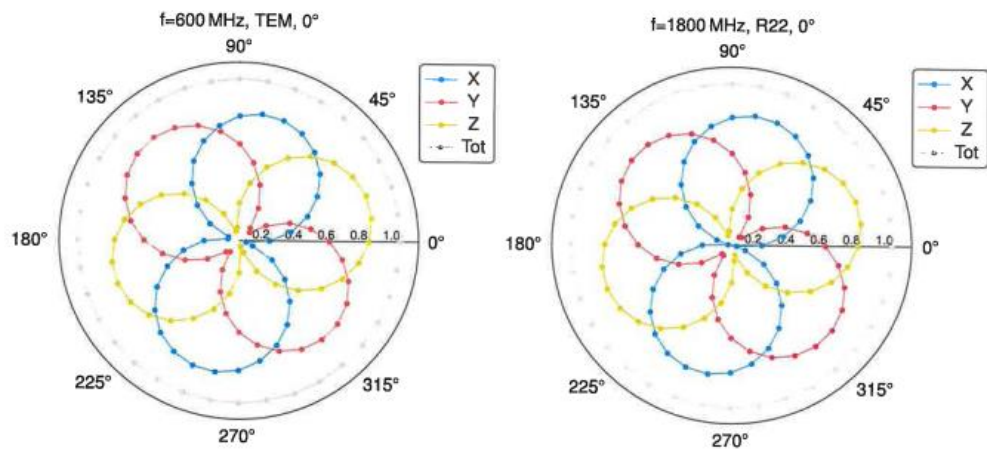 f=600 MHz, TEM, 0°
90°
135°
45°
180°
0.2 0.4 0.6 0.8 1.0
0°
225°
315°
270°
X
Y
Z
Tot
f=1800 MHz, R22, 0°
90°
135°
45°
180°
0.2 0.4 0.6 0.8 1.0
0°
225°
315°
270°
X
Y
Z
Tot